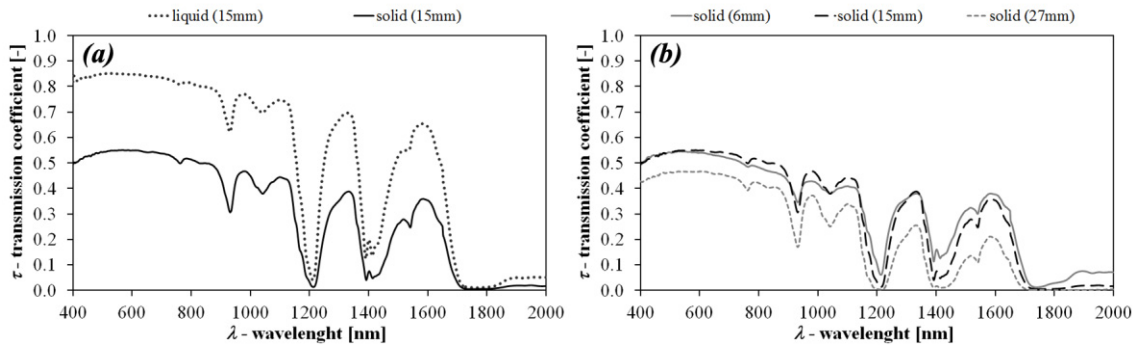 liquid (15mm) solid (15mm)
(a)
τ - transmission coefficient [-]
1.0
0.9
0.8
0.7
0.6
0.5
0.4
0.3
0.2
0.1
0.0
400 600 800 1000 1200 1400 1600 1800 2000
λ - wavelenght [nm]
solid (6mm) solid (15mm) solid (27mm)
(b)
τ - transmission coefficient [-]
1.0
0.9
0.8
0.7
0.6
0.5
0.4
0.3
0.2
0.1
0.0
400 600 800 1000 1200 1400 1600 1800 2000
λ - wavelenght [nm]